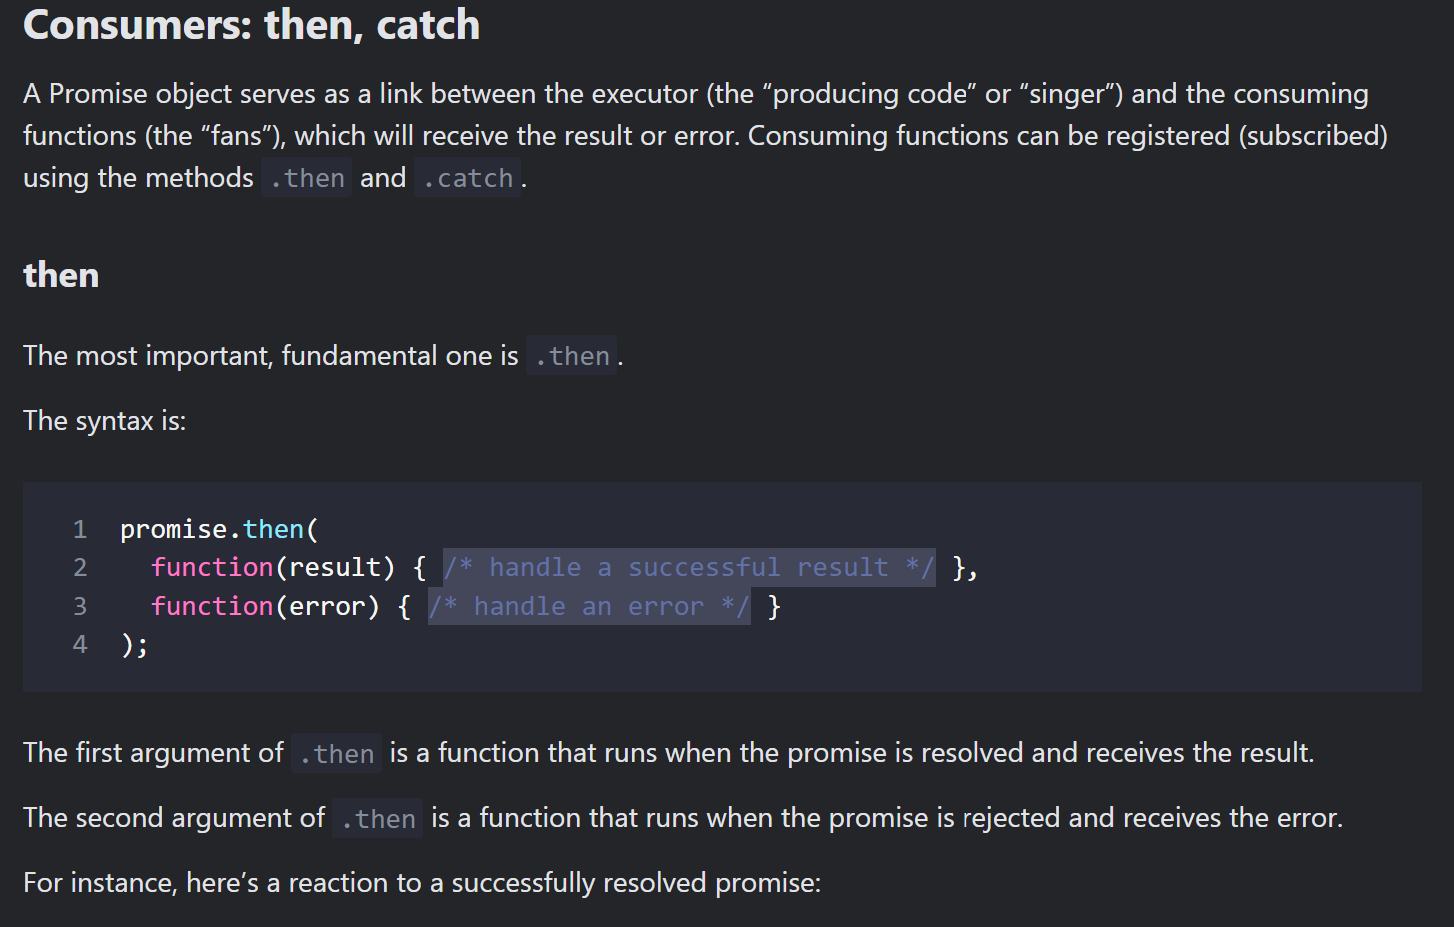 Consumers: then, catch
A Promise object serves as a link between the executor (the “producing code” or “singer”) and the consuming
functions (the “fans”), which will receive the result or error. Consuming functions can be registered (subscribed)
using the methods .then and .catch.
then
The most important, fundamental one is .then.
The syntax is:
1 promise.then(
2   function(result) { /* handle a successful result */ },
3   function(error) { /* handle an error */ }
4 );
The first argument of .then is a function that runs when the promise is resolved and receives the result.
The second argument of .then is a function that runs when the promise is rejected and receives the error.
For instance, here’s a reaction to a successfully resolved promise: